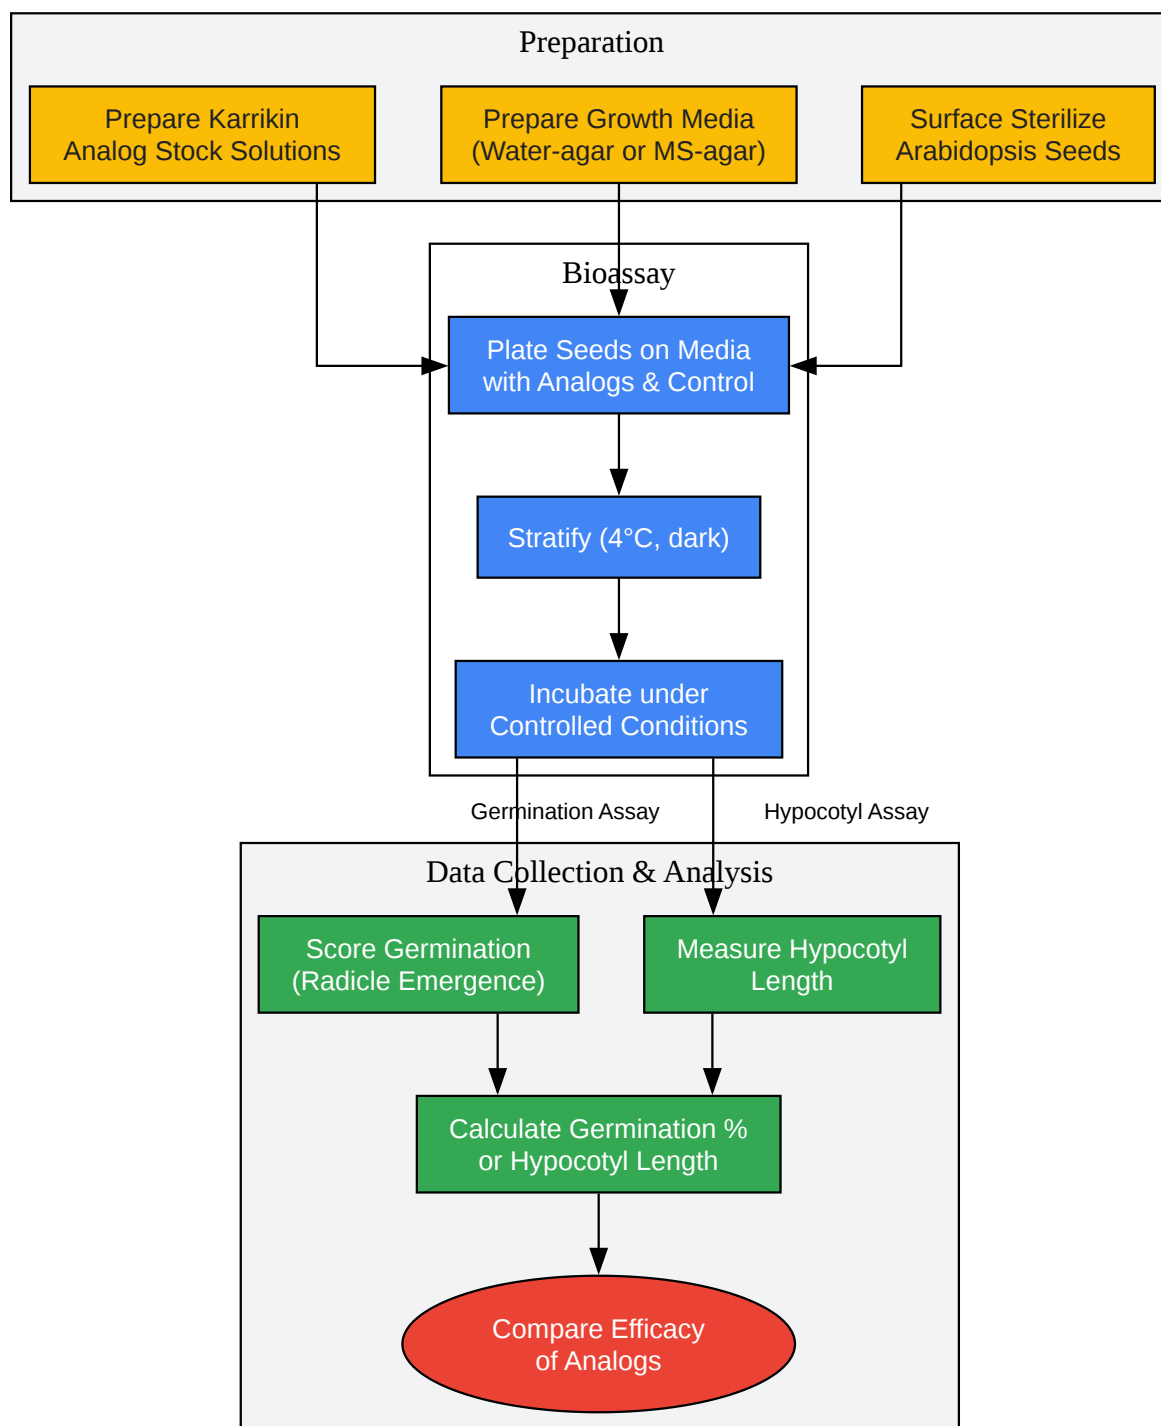 Preparation
Prepare Karrikin
Analog Stock Solutions
Prepare Growth Media
(Water-agar or MS-agar)
Surface Sterilize
Arabidopsis Seeds
Bioassay
Plate Seeds on Media
with Analogs & Control
Stratify (4°C, dark)
Incubate under
Controlled Conditions
Germination Assay
Hypocotyl Assay
Data Collection & Analysis
Score Germination
(Radicle Emergence)
Measure Hypocotyl
Length
Calculate Germination %
or Hypocotyl Length
Compare Efficacy
of Analogs